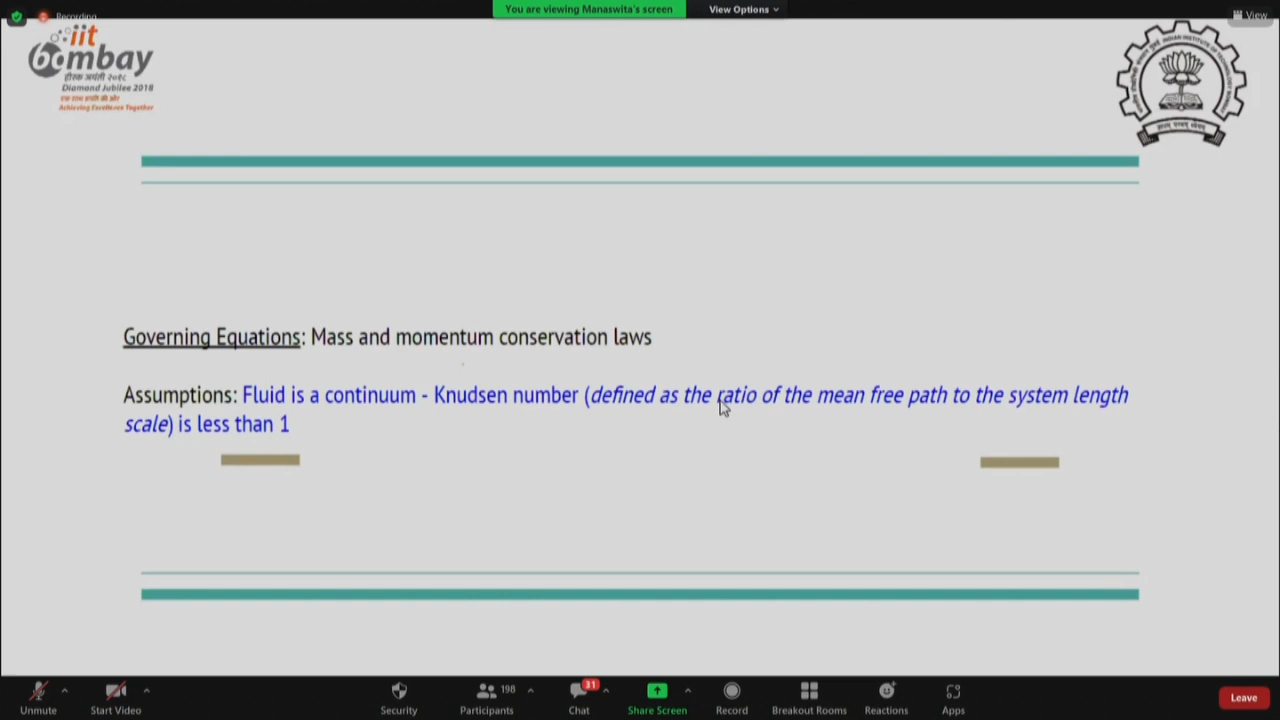 Recording
You are viewing Manaswita's screen
View Options
View
iit
bombay
हीरक जयंती २०१८
Diamond Jubilee 2018
Achieving Excellence Together
Governing Equations: Mass and momentum conservation laws
Assumptions: Fluid is a continuum - Knudsen number (defined as the ratio of the mean free path to the system length
scale) is less than 1
Unmute
Start Video
Security
Participants
198
Chat
31
Share Screen
Record
Breakout Rooms
Reactions
Apps
Leave